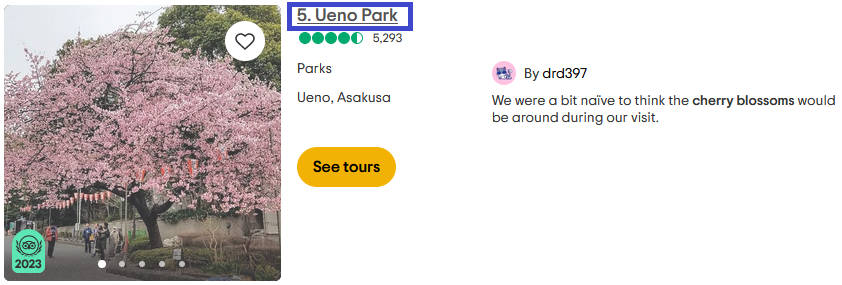 5. Ueno Park
5,293
Parks
Ueno, Asakusa
See tours
By drd397
We were a bit naïve to think the cherry blossoms would
be around during our visit.
2023